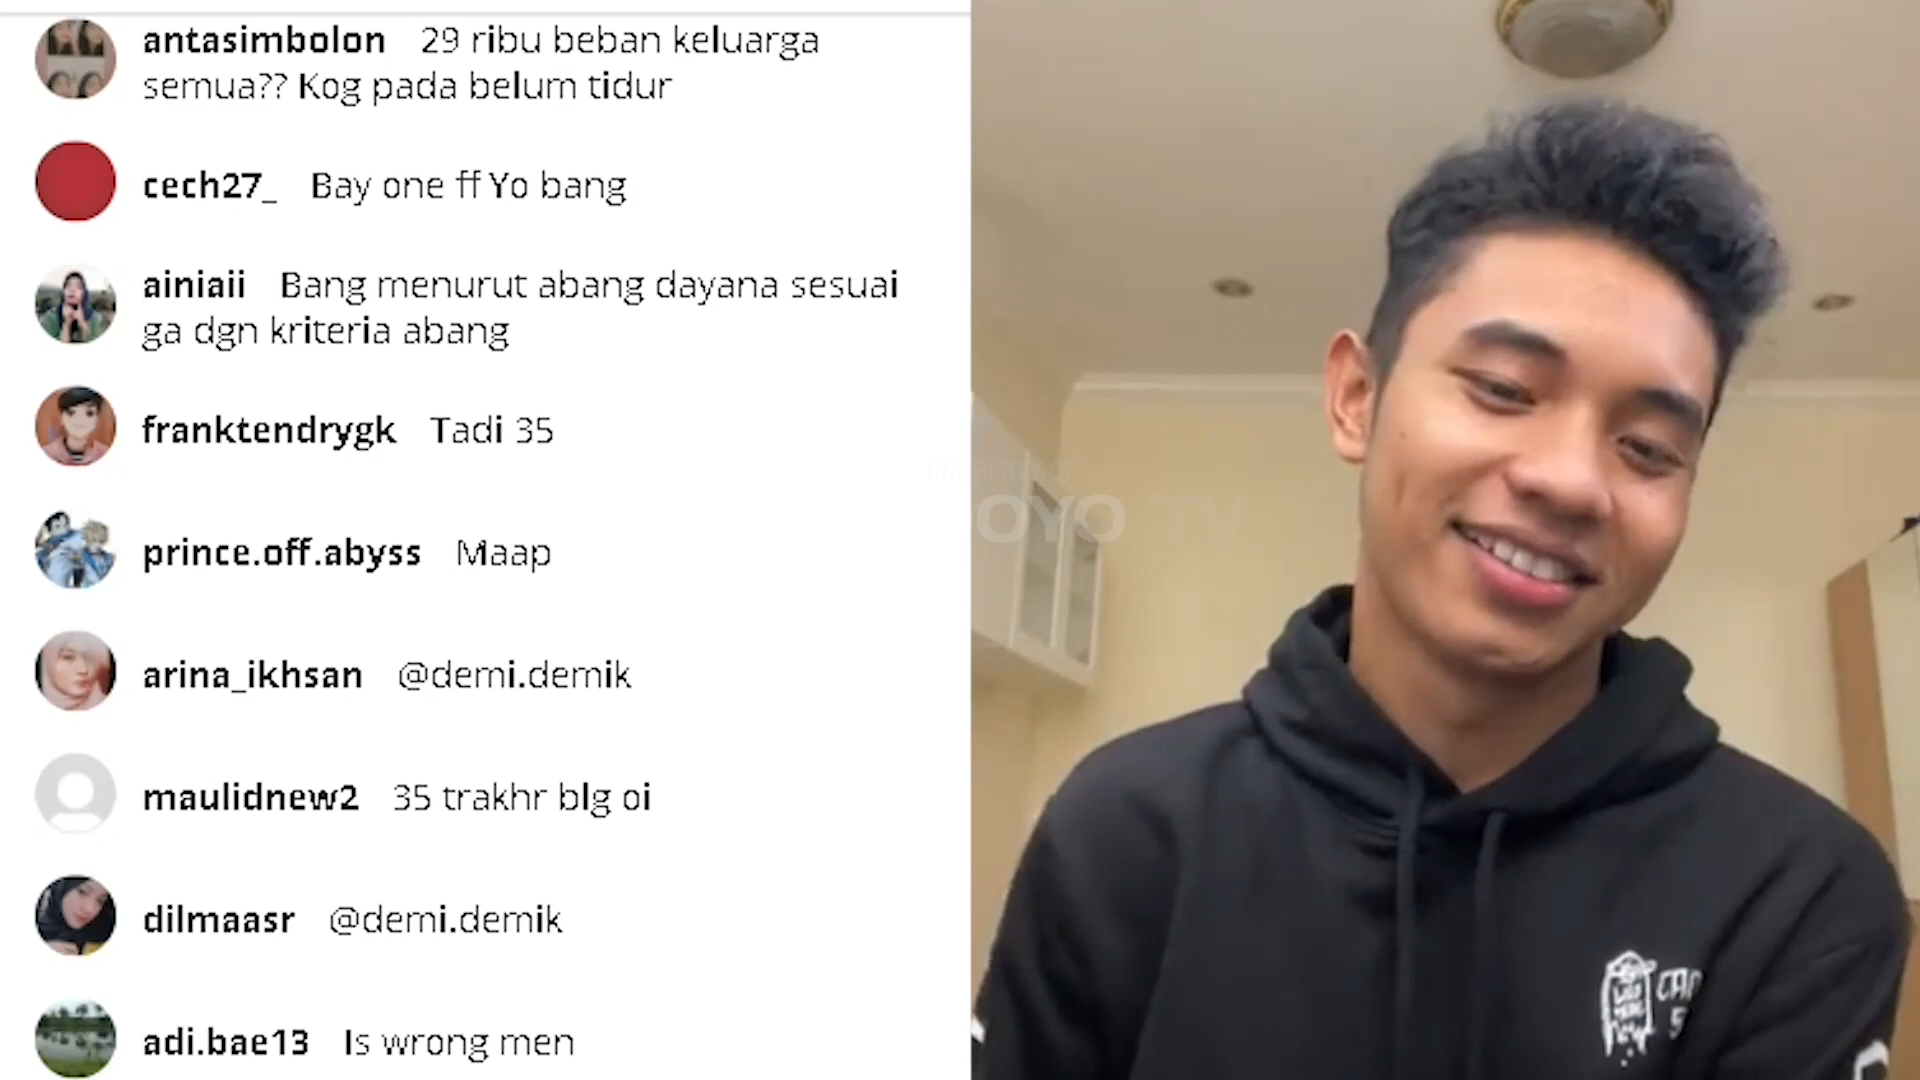 antasimbolon 29 ribu beban keluarga
semua?? Kog pada belum tidur
cech27_ Bay one ff Yo bang
ainiaii Bang menurut abang dayana sesuai
ga dgn kriteria abang
franktendrygk Tadi 35
prince.off.abyss Maap
arina_ikhsan @demi.demik
maulidnew2 35 trakhr blg oi
dilmaasr @demi.demik
adi.bae13 Is wrong men
OYO TV